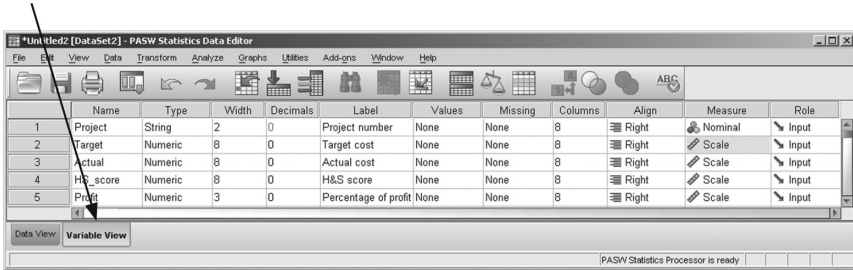 *Untitled2 [DataSet2] - PASW Statistics Data Editor
File Edit View Data Transform Analyze Graphs Utilities Add-ons Window Help
Name Type Width Decimals Label Values Missing Columns Align Measure Role
1 Project String 2 0 Project number None None 8 Right Nominal Input
2 Target Numeric 8 0 Target cost None None 8 Right Scale Input
3 Actual Numeric 8 0 Actual cost None None 8 Right Scale Input
4 HS_score Numeric 8 0 H&S score None None 8 Right Scale Input
5 Profit Numeric 3 0 Percentage of profit None None 8 Right Scale Input
Data View Variable View
PASW Statistics Processor is ready